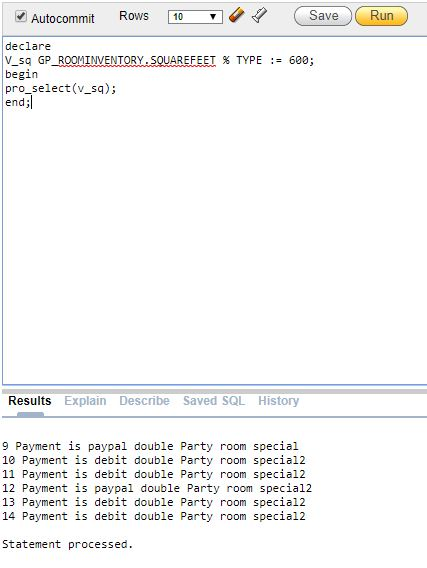 Autocommit Rows 10 Save Run
declare
V_sq GP_ROOMINVENTORY.SQUAREFEET % TYPE := 600;
begin
pro_select(v_sq);
end;
Results Explain Describe Saved SQL History
9 Payment is paypal double Party room special
10 Payment is debit double Party room special2
11 Payment is debit double Party room special2
12 Payment is paypal double Party room special2
13 Payment is debit double Party room special2
14 Payment is debit double Party room special2
Statement processed.